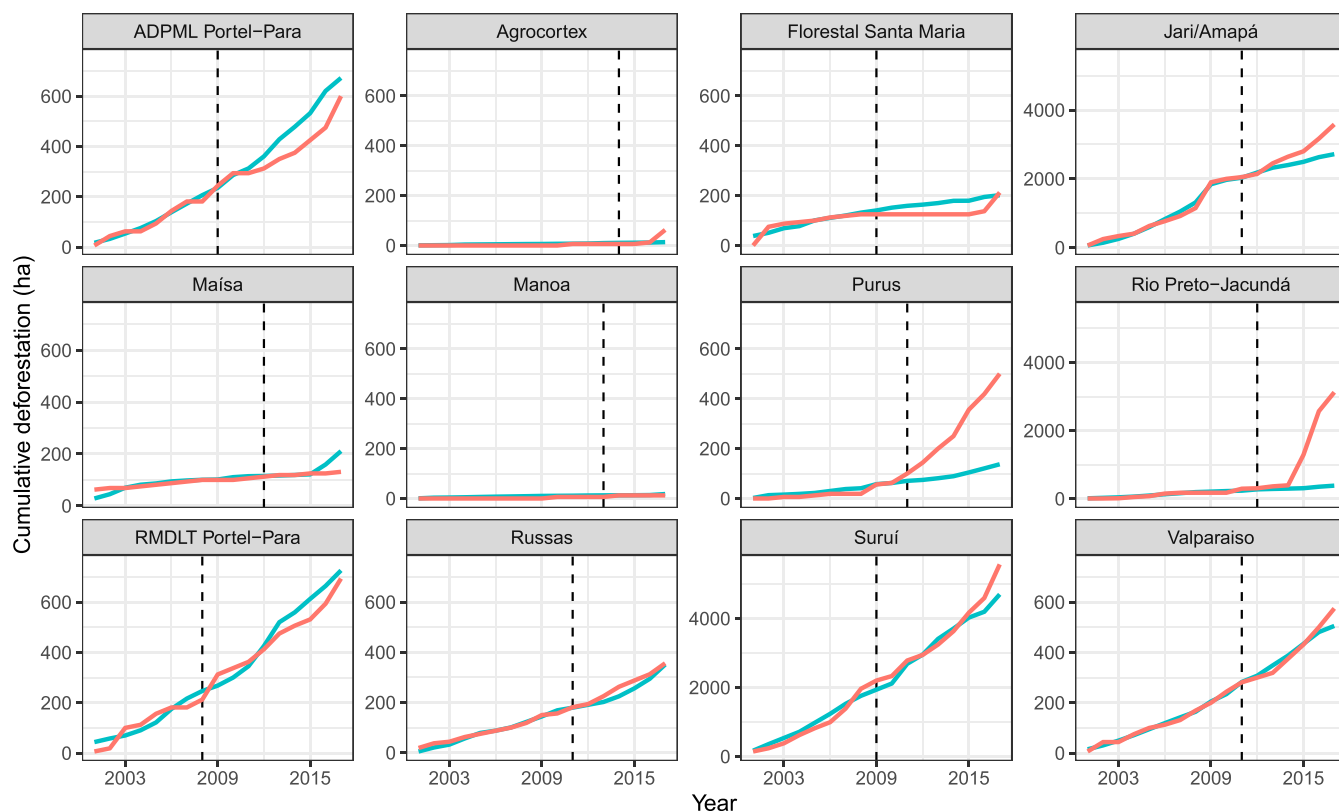 ADPML Portel−Para
Agrocortex
Florestal Santa Maria
Jari/Amapá
600
400
200
0
600
400
200
0
600
400
200
0
4000
2000
0
Maísa
Manoa
Purus
Rio Preto−Jacundá
600
400
200
0
600
400
200
0
600
400
200
0
4000
2000
0
RMDLT Portel−Para
Russas
Suruí
Valparaiso
600
400
200
0
600
400
200
0
4000
2000
0
600
400
200
0
2003 2009 2015
2003 2009 2015
2003 2009 2015
2003 2009 2015
Year
Cumulative deforestation (ha)